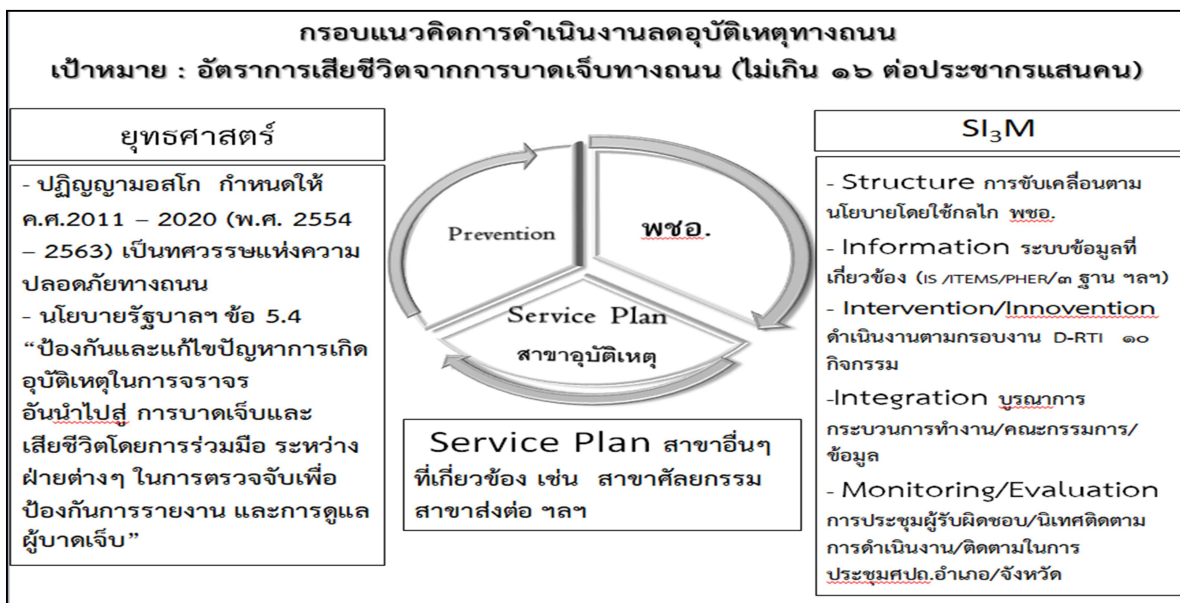 กรอบแนวคิดการดำเนินงานลดอุบัติเหตุทางถนน
เป้าหมาย : อัตราการเสียชีวิตจากการบาดเจ็บทางถนน (ไม่เกิน ๑๖ ต่อประชากรแสนคน)
ยุทธศาสตร์
- ปฏิญญามอสโก กำหนดให้
ค.ศ.2011 – 2020 (พ.ศ. 2554
– 2563) เป็นทศวรรษแห่งความ
ปลอดภัยทางถนน
- นโยบายรัฐบาลฯ ข้อ 5.4
“ป้องกันและแก้ไขปัญหาการเกิด
อุบัติเหตุในการจราจร
อันนำไปสู่ การบาดเจ็บและ
เสียชีวิตโดยการร่วมมือ ระหว่าง
ฝ่ายต่างๆ ในการตรวจจับเพื่อ
ป้องกันการรายงาน และการดูแล
ผู้บาดเจ็บ”
Prevention
พชอ.
Service Plan
สาขาอุบัติเหตุ
Service Plan สาขาอื่นๆ
ที่เกี่ยวข้อง เช่น สาขาศัลยกรรม
สาขาส่งต่อ ฯลฯ
SI₃M
- Structure การขับเคลื่อนตาม
นโยบายโดยใช้กลไก พชอ.
- Information ระบบข้อมูลที่
เกี่ยวข้อง (IS /ITEMS/PHER/๓ ฐาน ฯลฯ)
- Intervention/Innovention
ดำเนินงานตามกรอบงาน D-RTI ๑๐
กิจกรรม
-Integration บูรณาการ
กระบวนการทำงาน/คณะกรรมการ/
ข้อมูล
- Monitoring/Evaluation
การประชุมผู้รับผิดชอบ/นิเทศติดตาม
การดำเนินงาน/ติดตามในการ
ประชุมศปถ.อำเภอ/จังหวัด